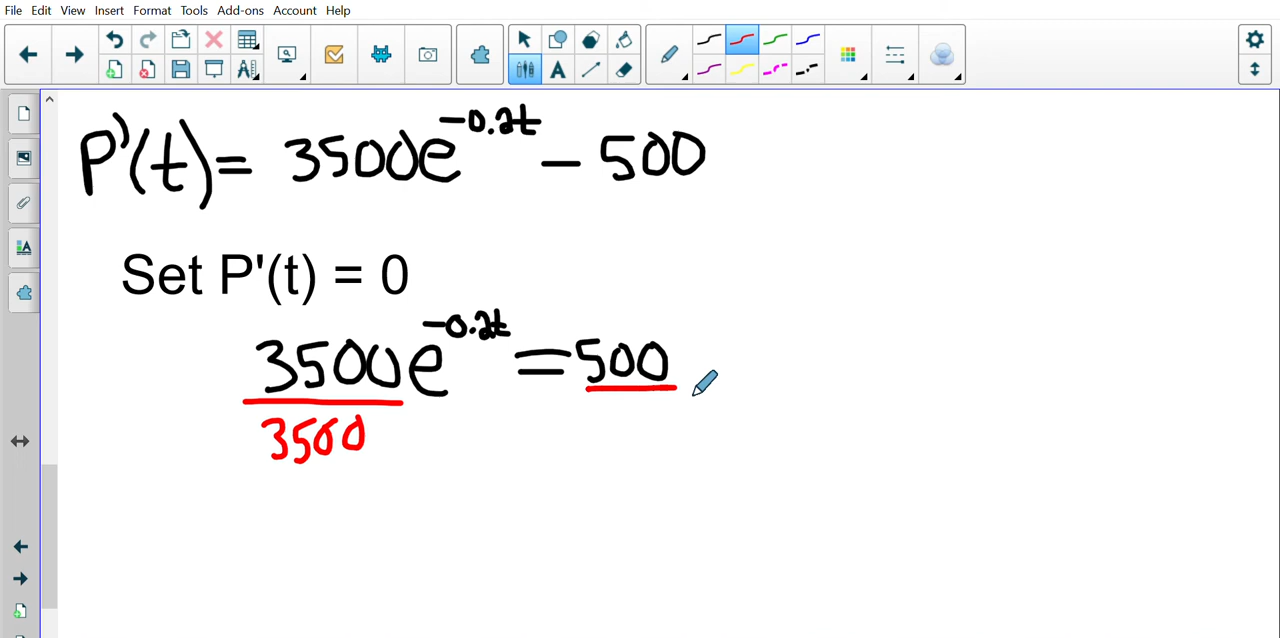 File Edit View Insert Format Tools Add-ons Account Help
P'(t) = 3500e^-0.2t - 500
Set P'(t) = 0
3500e^-0.2t = 500
3500